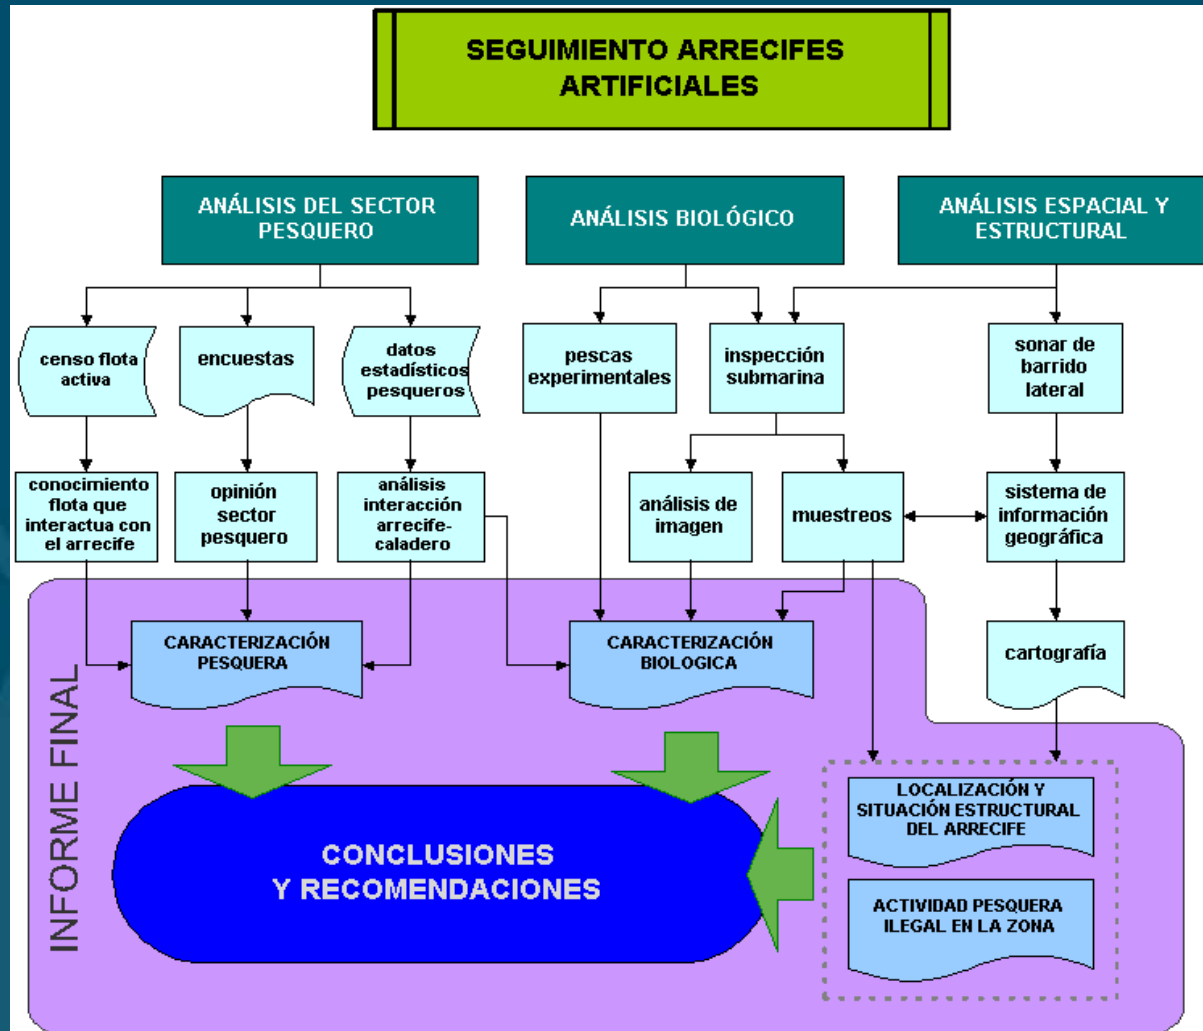 SEGUIMIENTO ARRECIFES
ARTIFICIALES
ANÁLISIS DEL SECTOR
PESQUERO
ANÁLISIS BIOLÓGICO
ANÁLISIS ESPACIAL Y
ESTRUCTURAL
censo flota
activa
encuestas
datos
estadísticos
pesqueros
pescas
experimentales
inspección
submarina
sonar de
barrido
lateral
conocimiento
flota que
interactua con
el arrecife
opinión
sector
pesquero
análisis
interacción
arrecife-
caladero
análisis de
imagen
muestreos
sistema de
información
geográfica
CARACTERIZACIÓN
PESQUERA
CARACTERIZACIÓN
BIOLOGICA
cartografía
INFORME FINAL
LOCALIZACIÓN Y
SITUACIÓN ESTRUCTURAL
DEL ARRECIFE
CONCLUSIONES
Y RECOMENDACIONES
ACTIVIDAD PESQUERA
ILEGAL EN LA ZONA